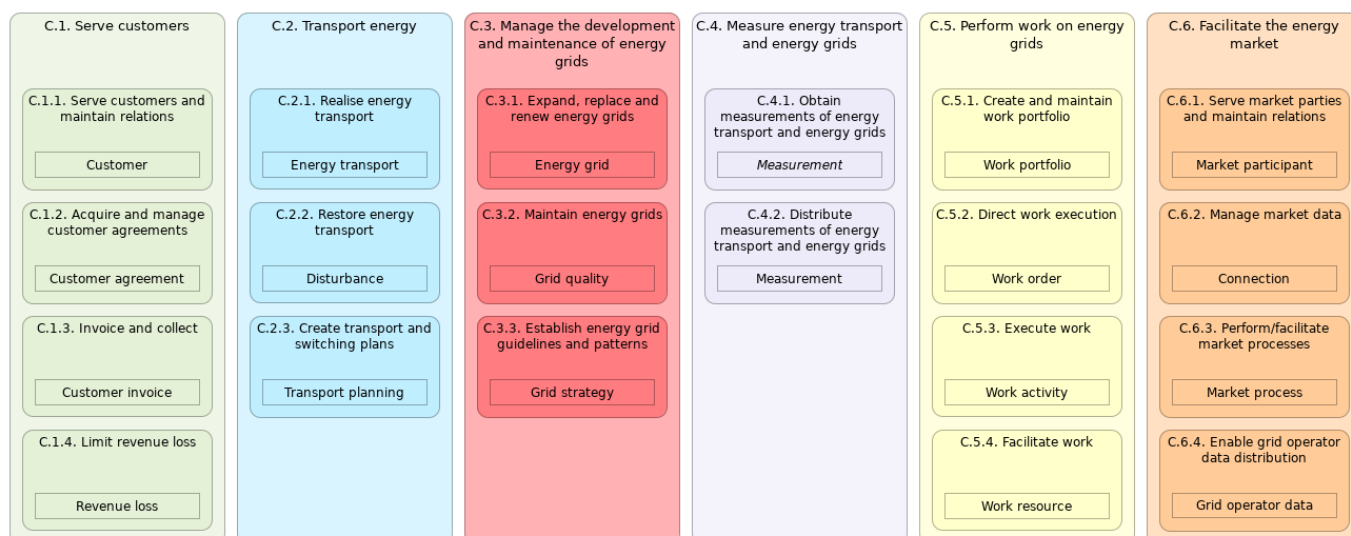 C.1. Serve customers
C.1.1. Serve customers and
maintain relations
Customer
C.1.2. Acquire and manage
customer agreements
Customer agreement
C.1.3. Invoice and collect
Customer invoice
C.1.4. Limit revenue loss
Revenue loss
C.2. Transport energy
C.2.1. Realise energy
transport
Energy transport
C.2.2. Restore energy
transport
Disturbance
C.2.3. Create transport and
switching plans
Transport planning
C.3. Manage the development
and maintenance of energy
grids
C.3.1. Expand, replace and
renew energy grids
Energy grid
C.3.2. Maintain energy grids
Grid quality
C.3.3. Establish energy grid
guidelines and patterns
Grid strategy
C.4. Measure energy transport
and energy grids
C.4.1. Obtain
measurements of energy
transport and energy grids
Measurement
C.4.2. Distribute
measurements of energy
transport and energy grids
Measurement
C.5. Perform work on energy
grids
C.5.1. Create and maintain
work portfolio
Work portfolio
C.5.2. Direct work execution
Work order
C.5.3. Execute work
Work activity
C.5.4. Facilitate work
Work resource
C.6. Facilitate the energy
market
C.6.1. Serve market parties
and maintain relations
Market participant
C.6.2. Manage market data
Connection
C.6.3. Perform/facilitate
market processes
Market process
C.6.4. Enable grid operator
data distribution
Grid operator data